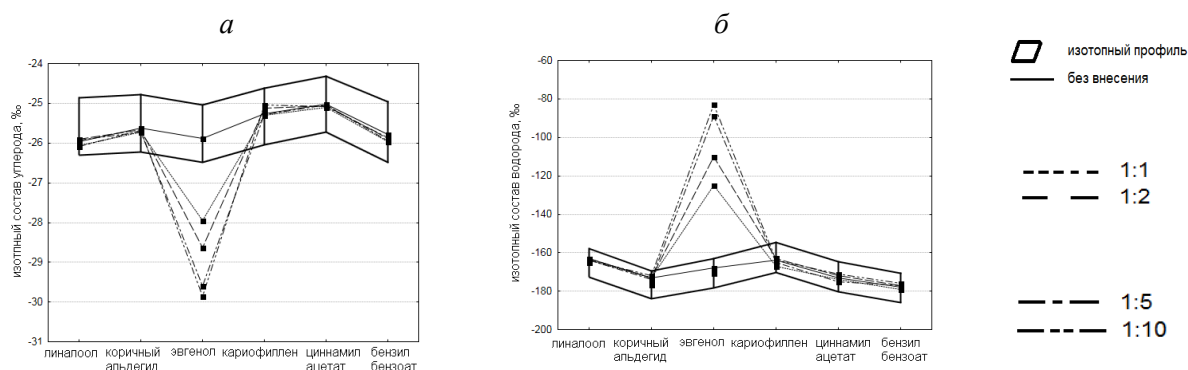 а
-24
-25
-26
-27
-28
-29
-30
-31
изотпный состав углерода, ‰
линалоол
коричный
альдегид
эвгенол
кариофиллен
циннамил
ацетат
бензил
бензоат
б
-60
-80
-100
-120
-140
-160
-180
-200
изотопный состав водорода, ‰
линалоол
коричный
альдегид
эвгенол
кариофиллен
циннамил
ацетат
бензил
бензоат
изотопный профиль
без внесения
1:1
1:2
1:5
1:10